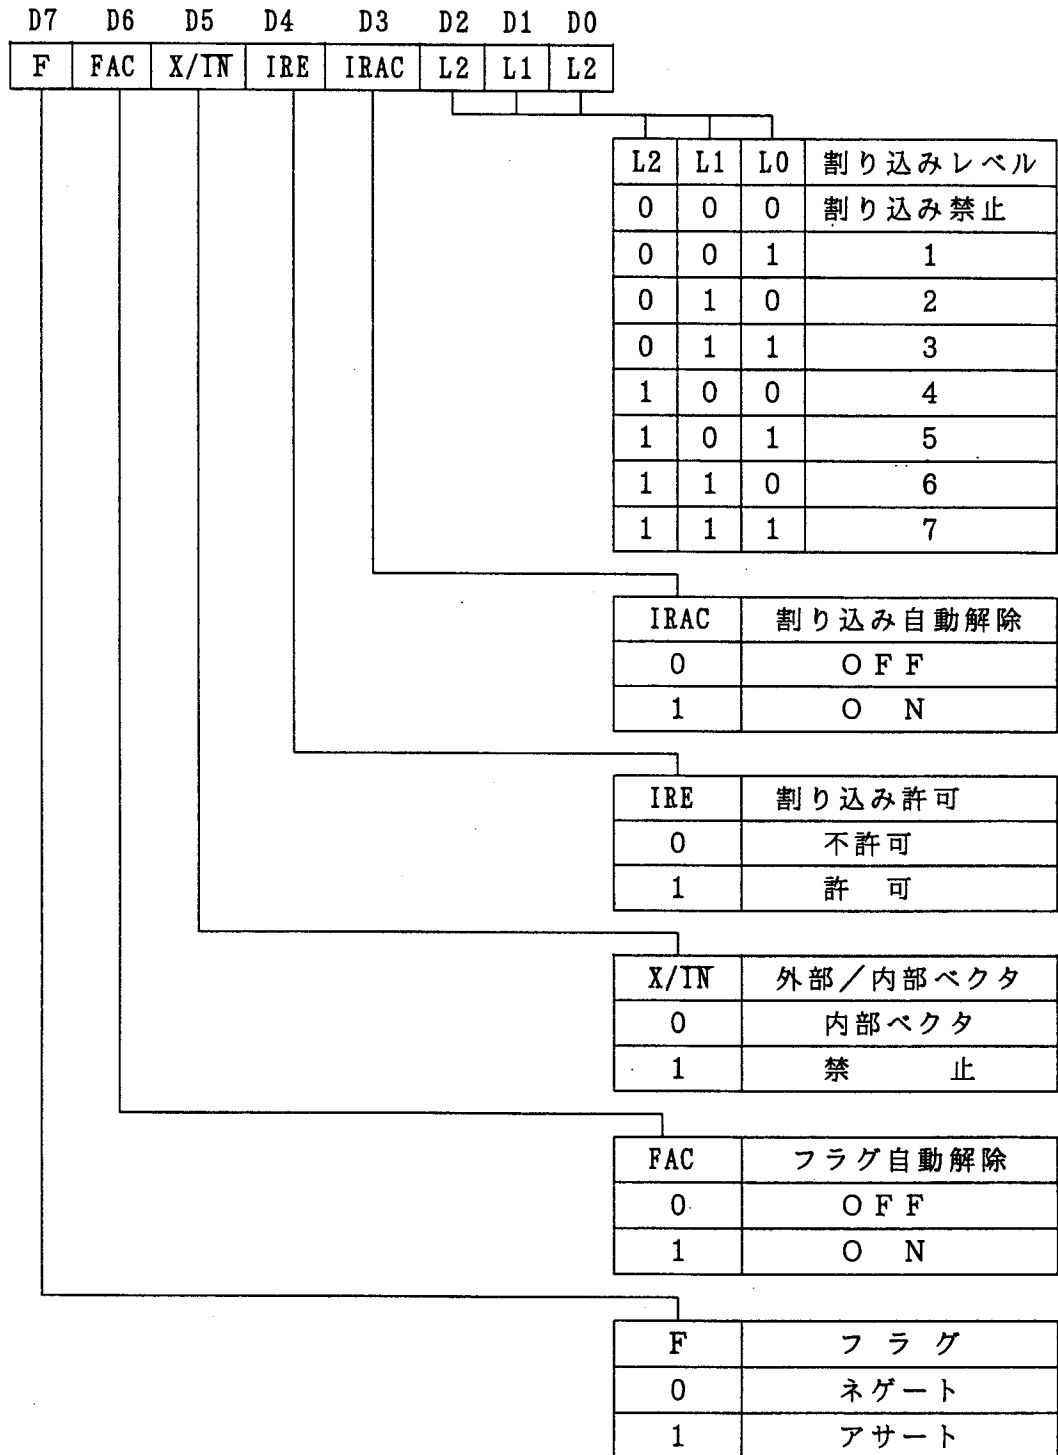 D7 D6 D5 D4 D3 D2 D1 D0
F FAC X/I̅N̅ IRE IRAC L2 L1 L2
L2 L1 L0 割り込みレベル
0 0 0 割り込み禁止
0 0 1 1
0 1 0 2
0 1 1 3
1 0 0 4
1 0 1 5
1 1 0 6
1 1 1 7
IRAC 割り込み自動解除
0 OFF
1 O N
IRE 割り込み許可
0 不許可
1 許 可
X/I̅N̅ 外部/内部ベクタ
0 内部ベクタ
1 禁 止
FAC フラグ自動解除
0 OFF
1 O N
F フラグ
0 ネゲート
1 アサート